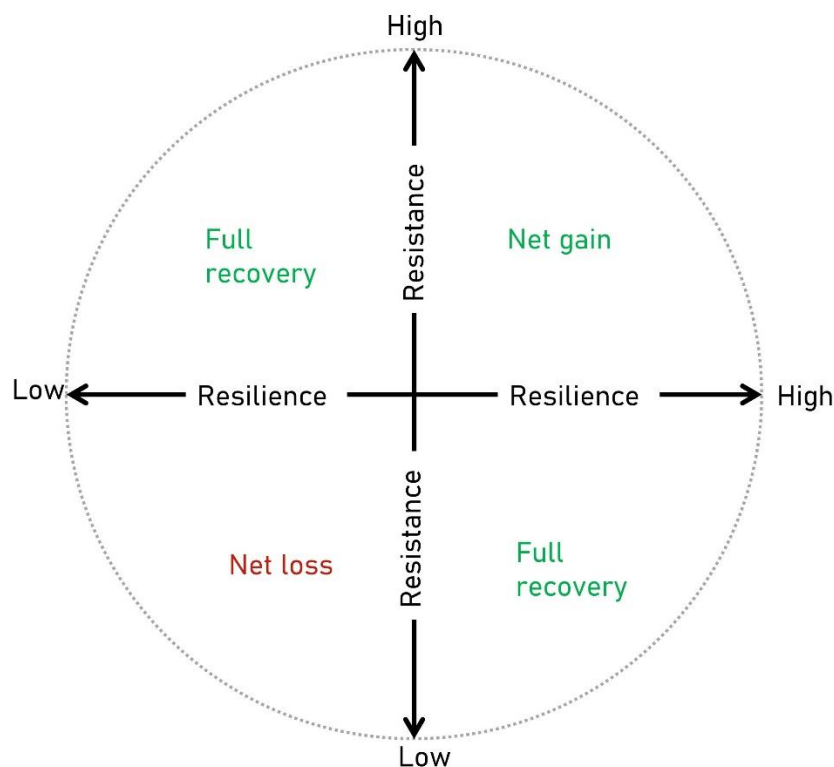 High
Resistance
Full
recovery
Net gain
Low
Resilience
Resilience
High
Resistance
Net loss
Full
recovery
Low